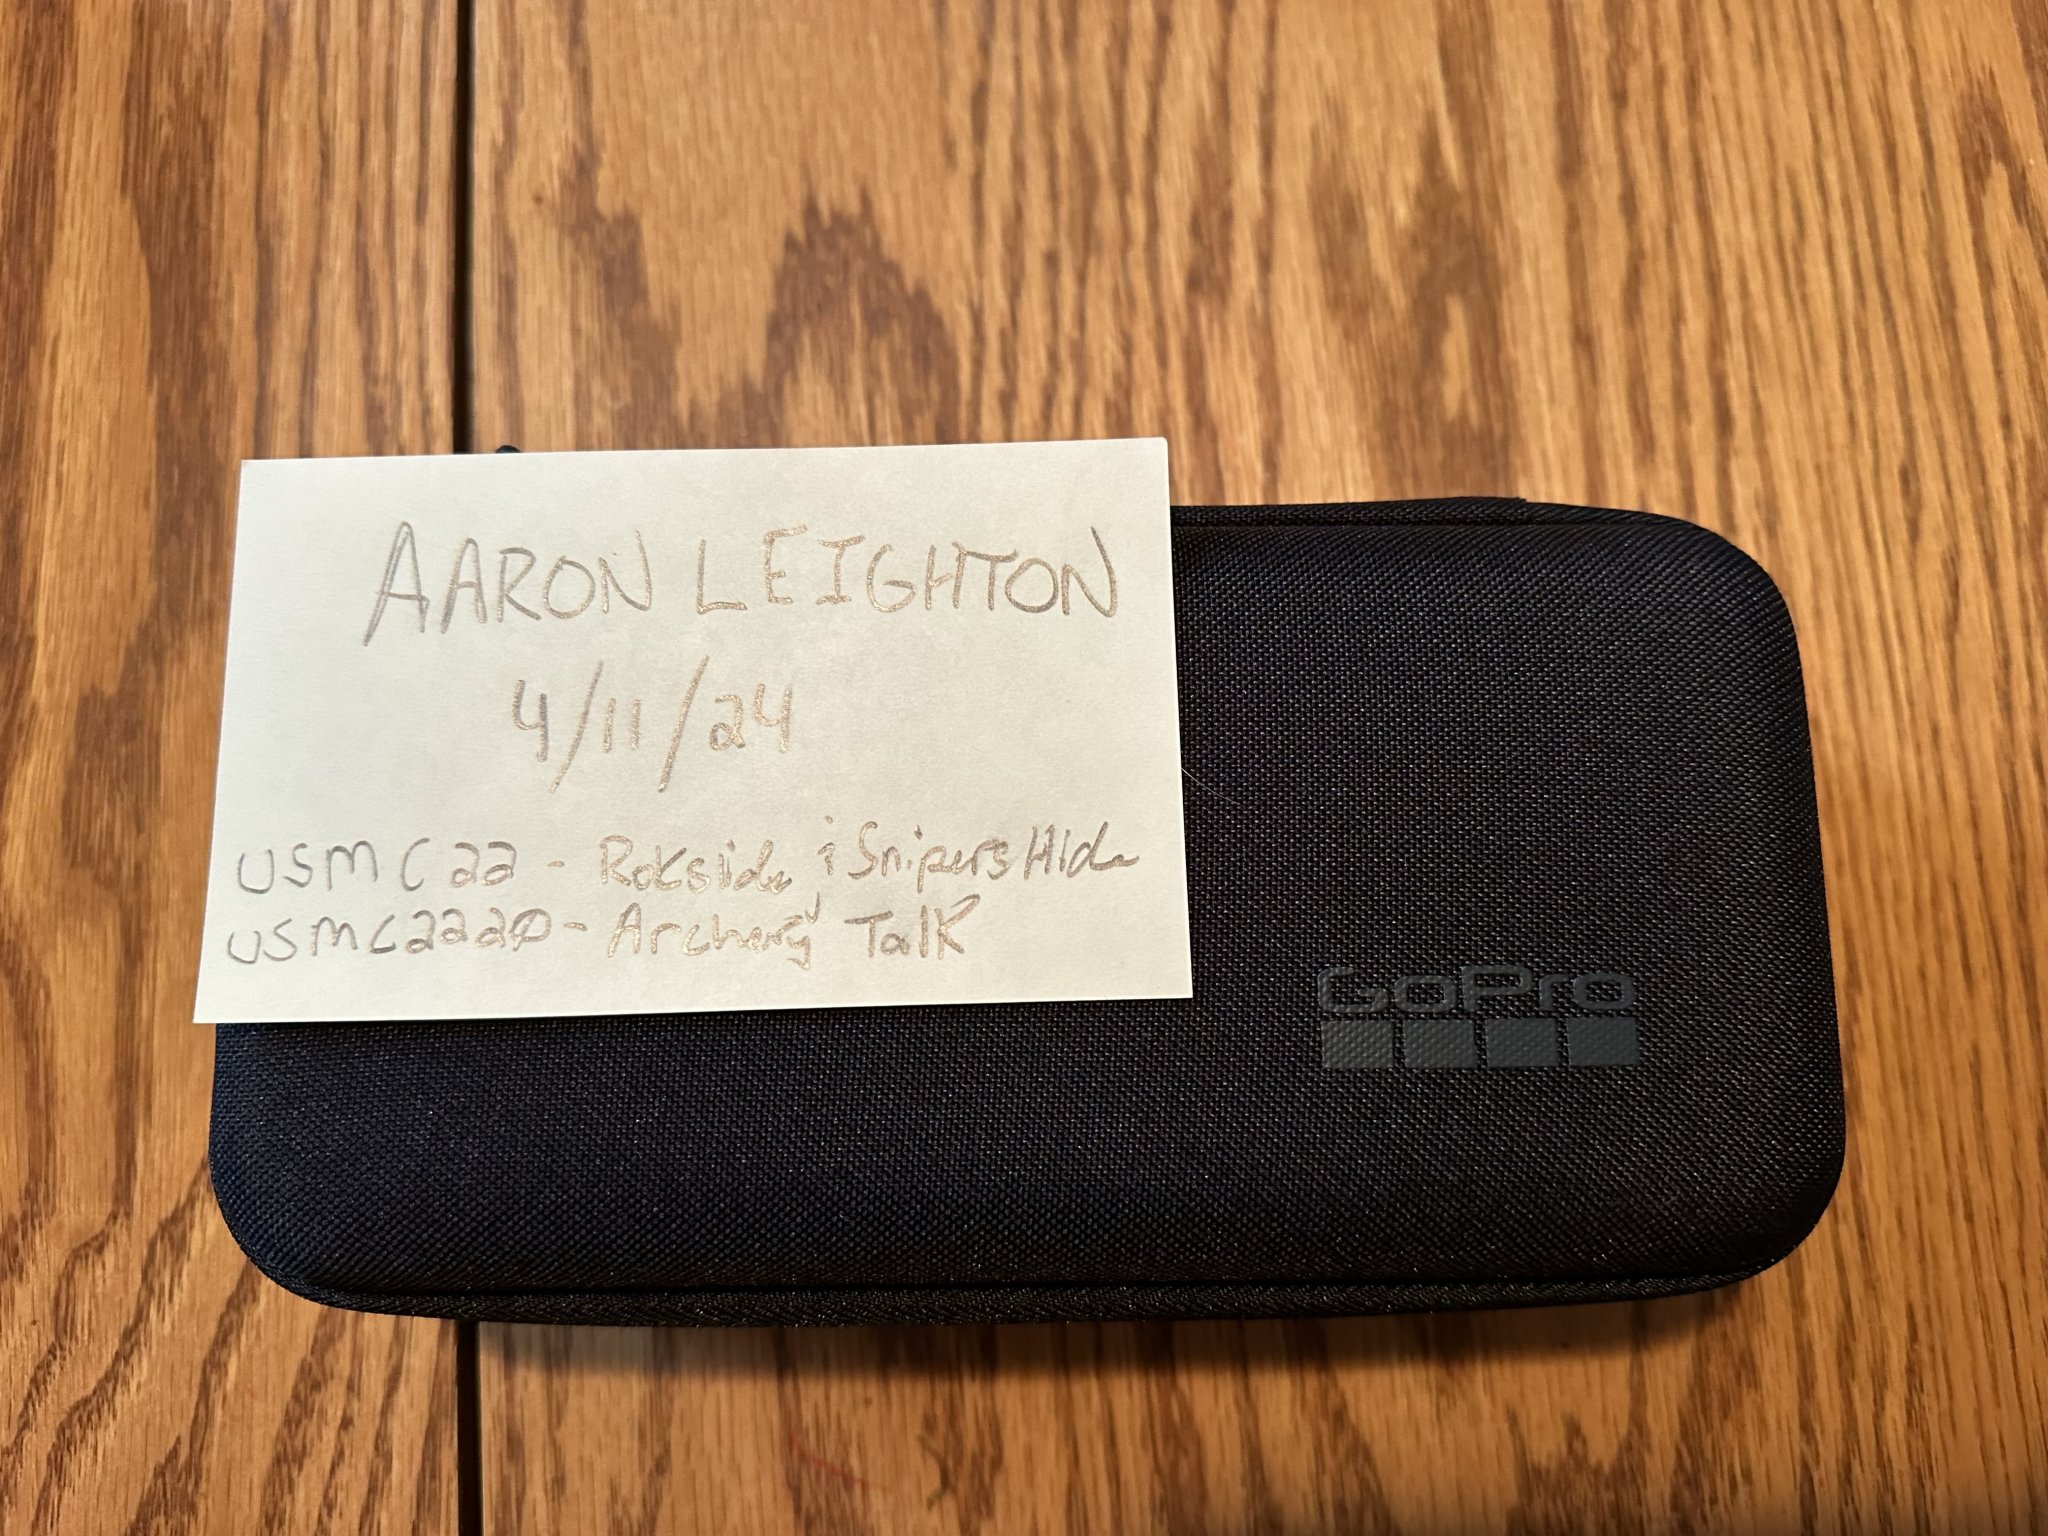 AARON LEIGHTON
4/11/24
USMC22 - Rokslide ; Snipers Hide
USMC2220 - Archery Talk
GoPro